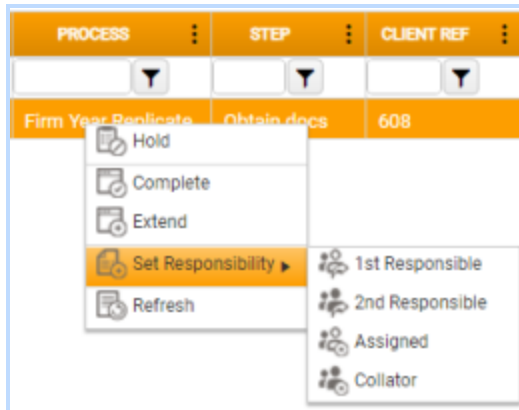 PROCESS STEP CLIENT REF
Firm Year Replicate Obtain docs 608
Hold
Complete
Extend
Set Responsibility
Refresh
1st Responsible
2nd Responsible
Assigned
Collator